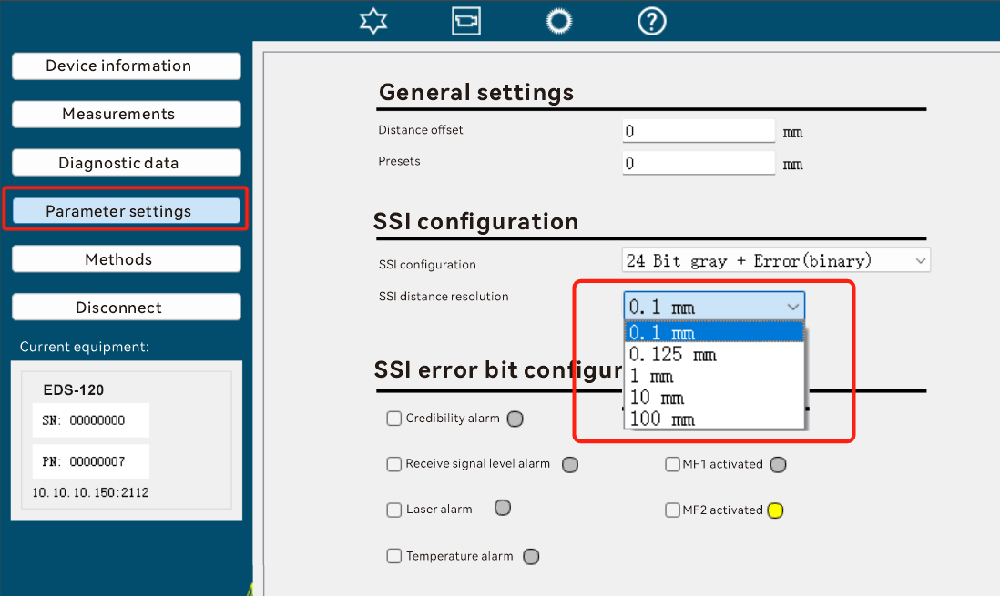 ?
Device information
Measurements
Diagnostic data
Parameter settings
Methods
Disconnect
Current equipment:
EDS-120
SN: 00000000
PN: 00000007
10.10.10.150:2112
General settings
Distance offset 0 mm
Presets 0 mm
SSI configuration
SSI configuration 24 Bit gray + Error(binary)
SSI distance resolution 0.1 mm
0.1 mm
0.125 mm
1 mm
10 mm
100 mm
SSI error bit configur
Credibility alarm
Receive signal level alarm MF1 activated
Laser alarm MF2 activated
Temperature alarm